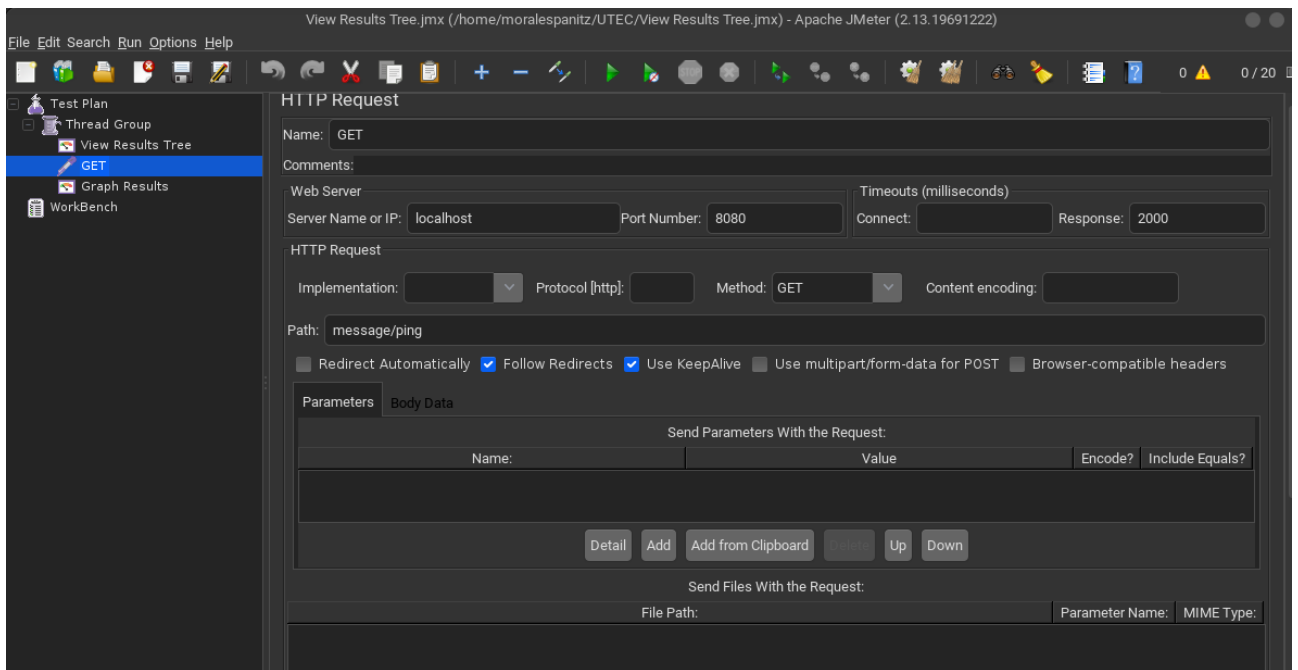 View Results Tree.jmx (/home/moralespanitz/UTEC/View Results Tree.jmx) - Apache JMeter (2.13.19691222)
File Edit Search Run Options Help
STOP 0 0 / 20
Test Plan
Thread Group
View Results Tree
GET
Graph Results
WorkBench
HTTP Request
Name: GET
Comments:
Web Server
Timeouts (milliseconds)
Server Name or IP: localhost Port Number: 8080 Connect: Response: 2000
HTTP Request
Implementation: Protocol [http]: Method: GET Content encoding:
Path: message/ping
Redirect Automatically Follow Redirects Use KeepAlive Use multipart/form-data for POST Browser-compatible headers
Parameters Body Data
Send Parameters With the Request:
Name: Value Encode? Include Equals?
Detail Add Add from Clipboard Delete Up Down
Send Files With the Request:
File Path: Parameter Name: MIME Type: